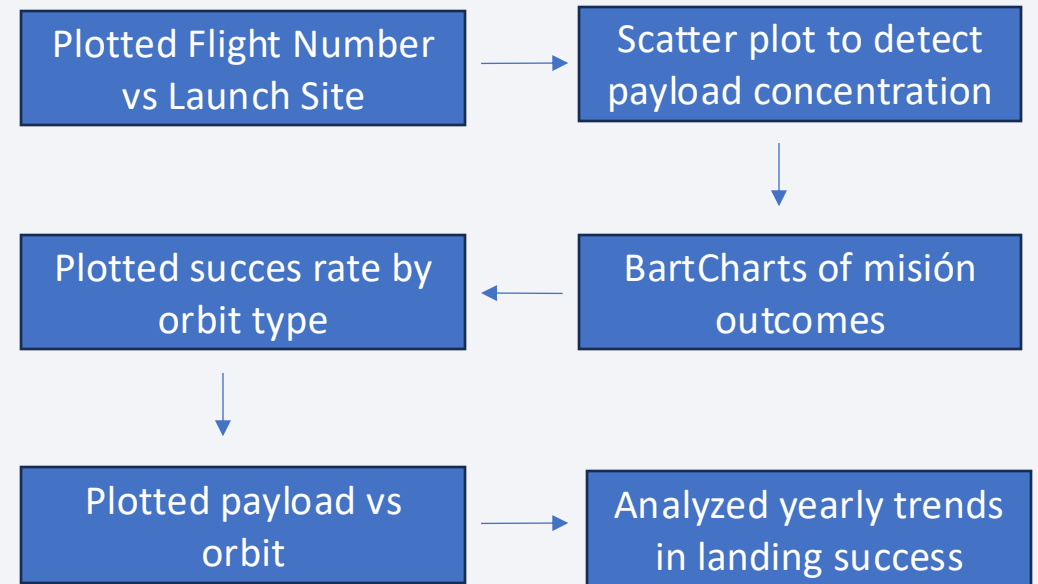 Plotted Flight Number
vs Launch Site
Scatter plot to detect
payload concentration
BartCharts of misión
outcomes
Plotted succes rate by
orbit type
Plotted payload vs
orbit
Analyzed yearly trends
in landing success